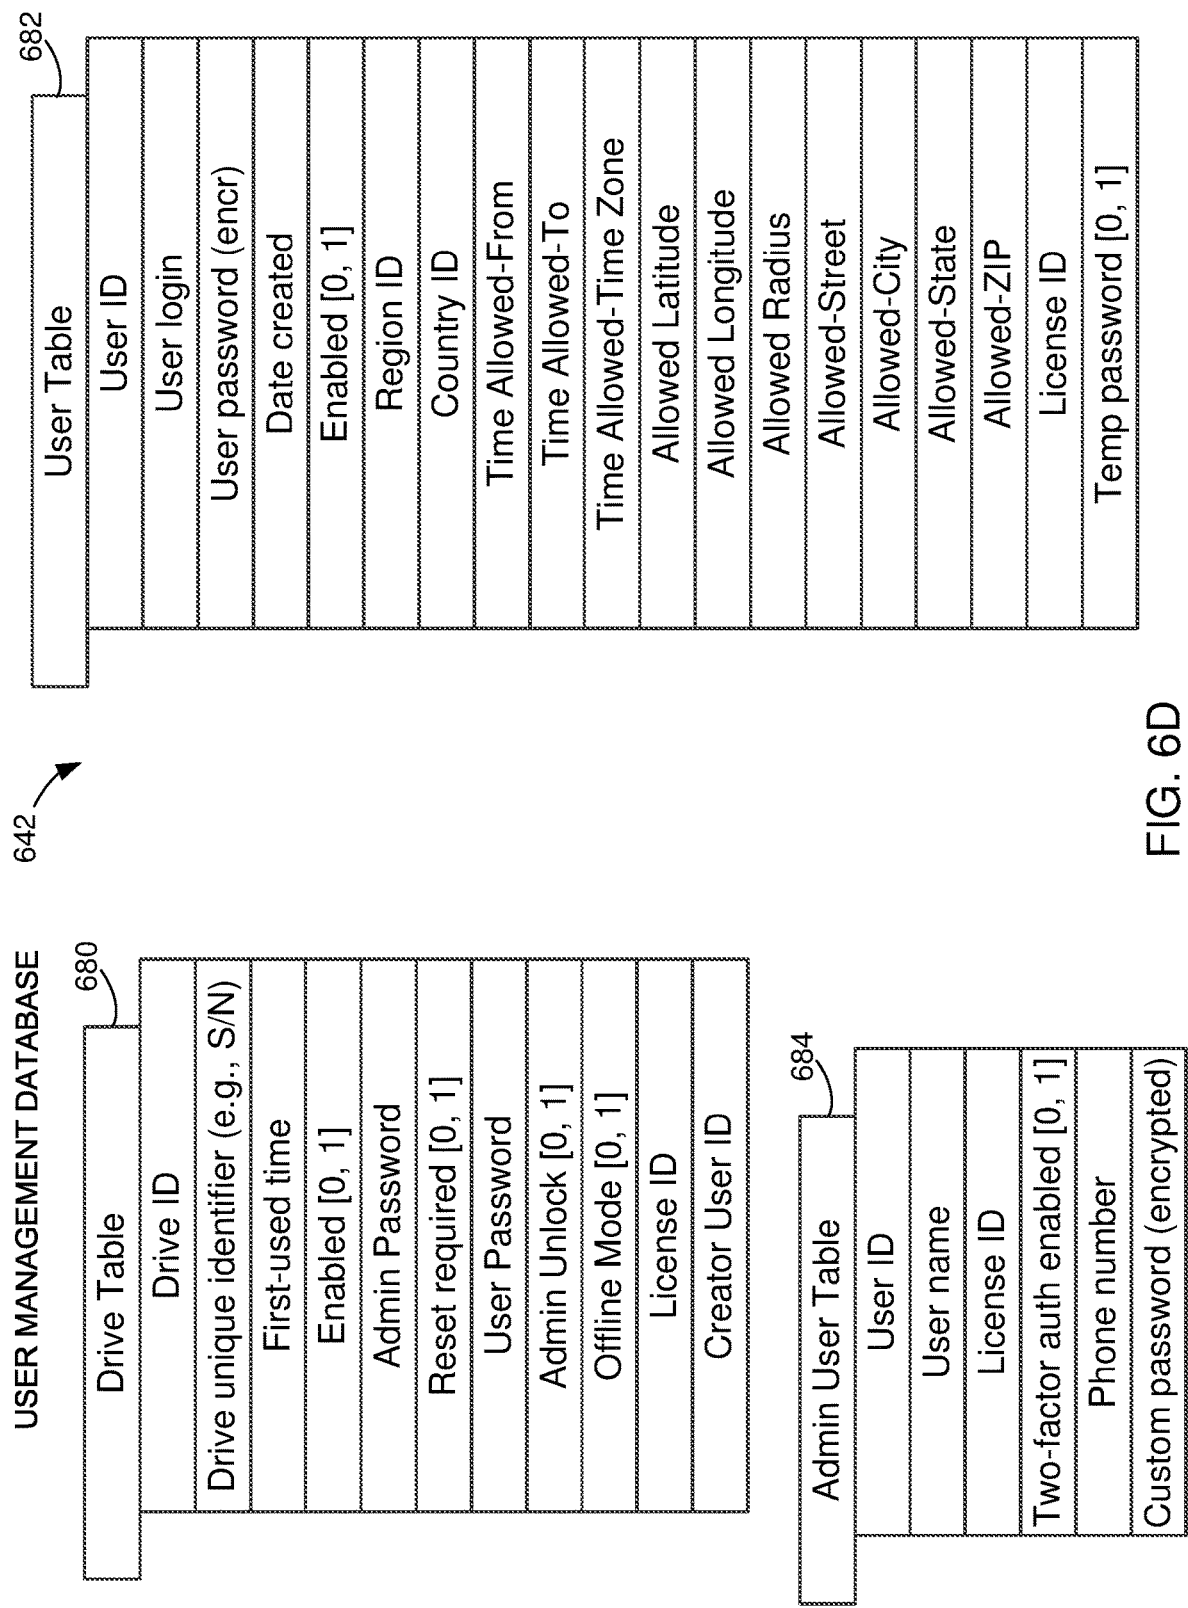 USER MANAGEMENT DATABASE
642
680
Drive Table
Drive ID
Drive unique identifier (e.g., S/N)
First-used time
Enabled [0, 1]
Admin Password
Reset required [0, 1]
User Password
Admin Unlock [0, 1]
Offline Mode [0, 1]
License ID
Creator User ID
684
Admin User Table
User ID
User name
License ID
Two-factor auth enabled [0, 1]
Phone number
Custom password (encrypted)
682
User Table
User ID
User login
User password (encr)
Date created
Enabled [0, 1]
Region ID
Country ID
Time Allowed-From
Time Allowed-To
Time Allowed-Time Zone
Allowed Latitude
Allowed Longitude
Allowed Radius
Allowed-Street
Allowed-City
Allowed-State
Allowed-ZIP
License ID
Temp password [0, 1]
FIG. 6D